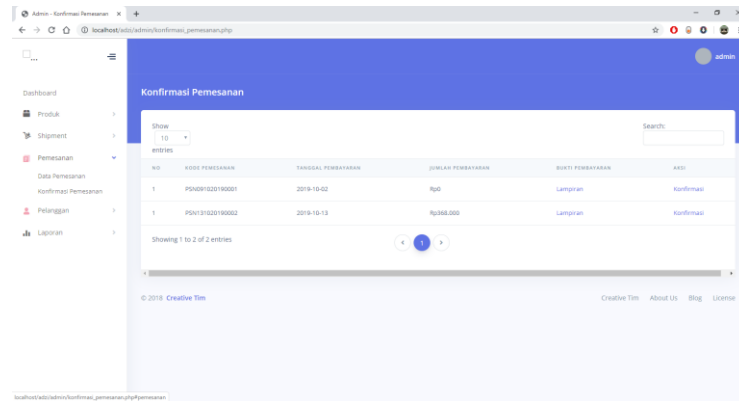 Admin - Konfirmasi Pemesanan
localhost/adz/admin/konfirmasi_pemesanan.php
admin
Dashboard
Produk
Shipment
Pemesanan
Data Pemesanan
Konfirmasi Pemesanan
Pelanggan
Laporan
Konfirmasi Pemesanan
Show
10
entries
Search:
NO KODE PEMESANAN TANGGAL PEMBAYARAN JUMLAH PEMBAYARAN BUKTI PEMBAYARAN AKSI
1 PSN091020190001 2019-10-02 Rp0 Lampiran Konfirmasi
1 PSN131020190002 2019-10-13 Rp368.000 Lampiran Konfirmasi
Showing 1 to 2 of 2 entries
1
© 2018 Creative Tim
Creative Tim About Us Blog License
localhost/adz/admin/konfirmasi_pemesanan.php#pemesanan